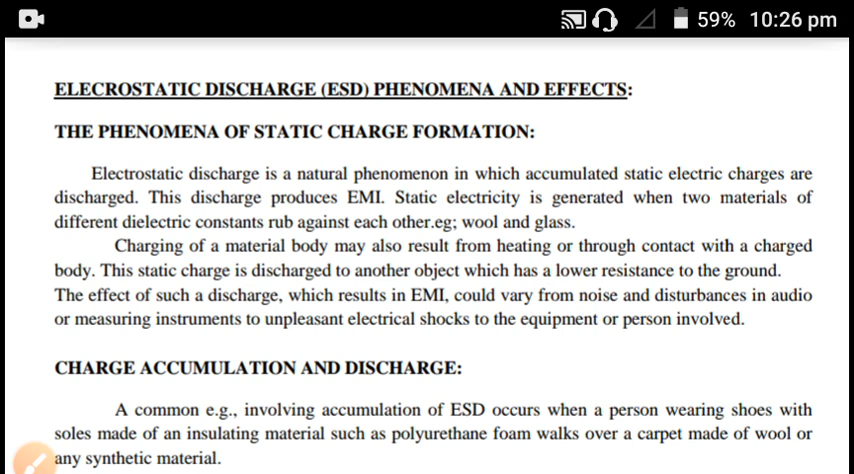 59% 10:26 pm
ELECROSTATIC DISCHARGE (ESD) PHENOMENA AND EFFECTS:
THE PHENOMENA OF STATIC CHARGE FORMATION:
Electrostatic discharge is a natural phenomenon in which accumulated static electric charges are
discharged. This discharge produces EMI. Static electricity is generated when two materials of
different dielectric constants rub against each other.eg; wool and glass.
Charging of a material body may also result from heating or through contact with a charged
body. This static charge is discharged to another object which has a lower resistance to the ground.
The effect of such a discharge, which results in EMI, could vary from noise and disturbances in audio
or measuring instruments to unpleasant electrical shocks to the equipment or person involved.
CHARGE ACCUMULATION AND DISCHARGE:
A common e.g., involving accumulation of ESD occurs when a person wearing shoes with
soles made of an insulating material such as polyurethane foam walks over a carpet made of wool or
any synthetic material.